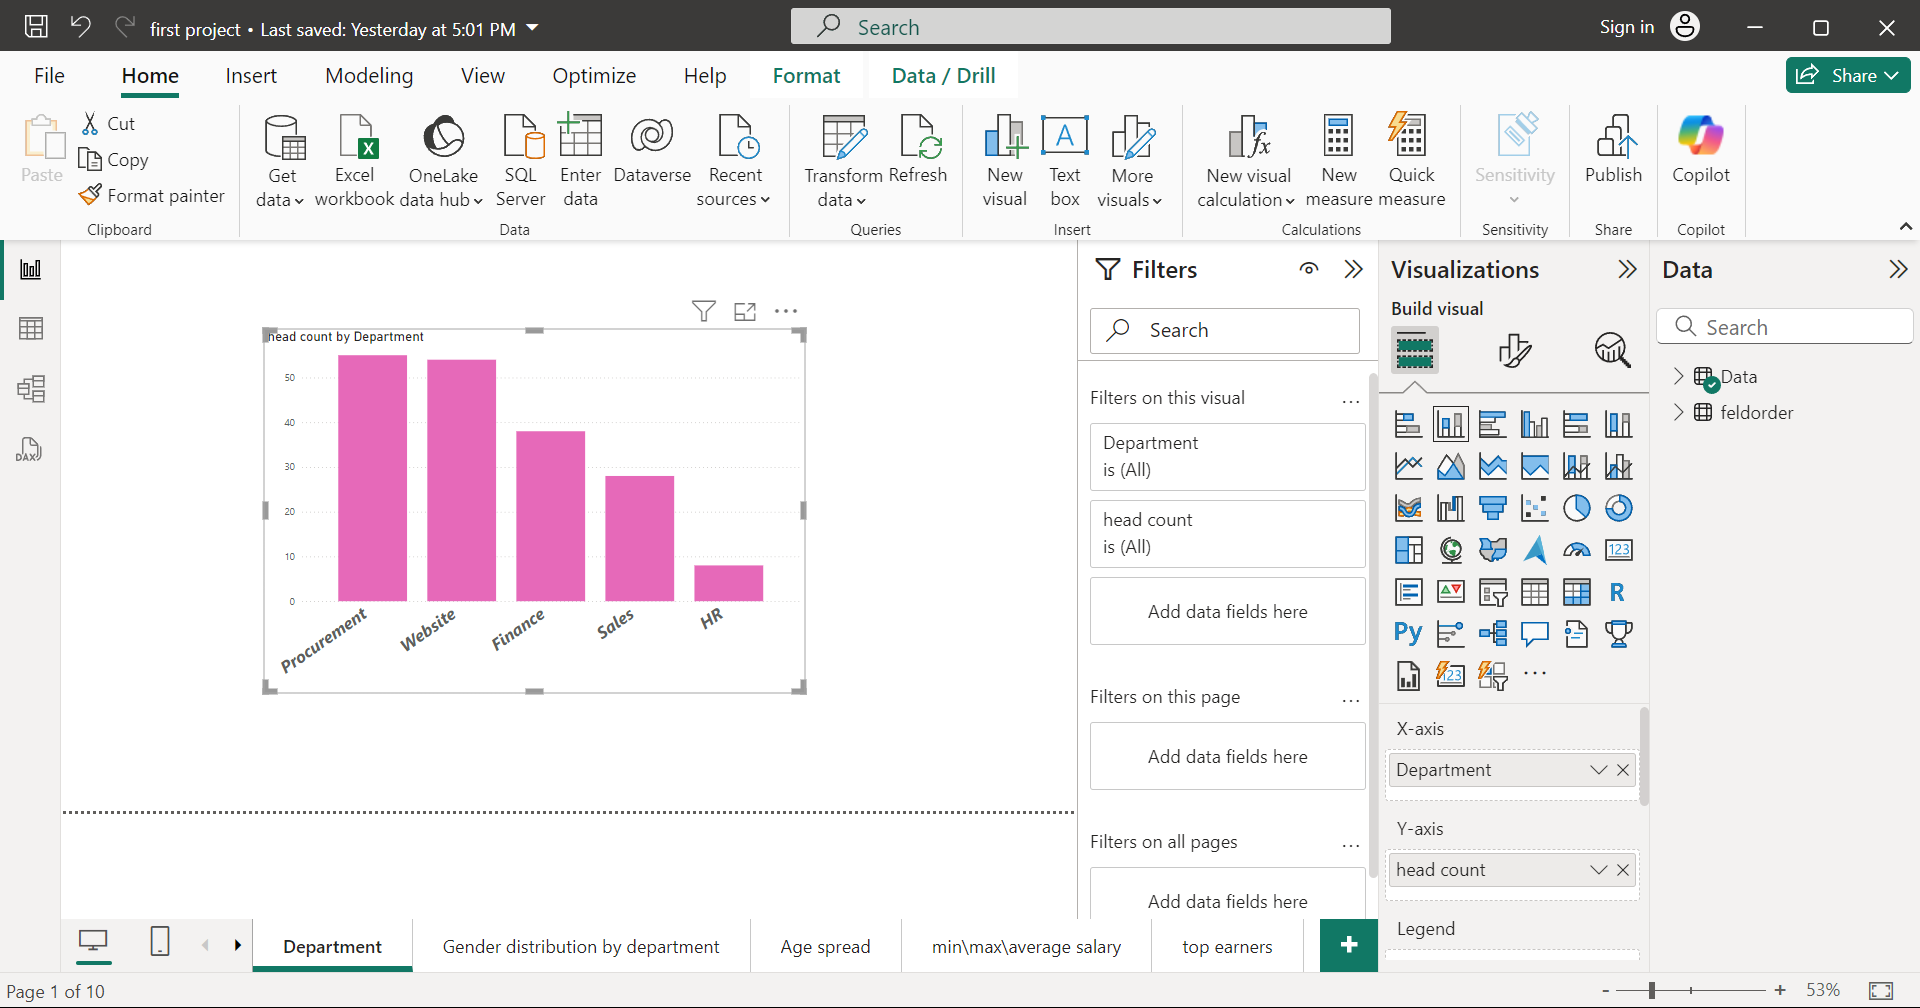 first project • Last saved: Yesterday at 5:01 PM
Search
Sign in
File
Home
Insert
Modeling
View
Optimize
Help
Format
Data / Drill
Share
Paste
Cut
Copy
Format painter
Clipboard
Get data
Excel workbook
OneLake data hub
SQL Server
Enter data
Dataverse
Recent sources
Data
Transform data
Refresh
Queries
New visual
Text box
More visuals
Insert
New visual calculation
New measure
Quick measure
Calculations
Sensitivity
Sensitivity
Publish
Share
Copilot
Copilot
head count by Department
50
40
30
20
10
0
Procurement
Website
Finance
Sales
HR
Filters
Search
Filters on this visual
Department
is (All)
head count
is (All)
Add data fields here
Filters on this page
Add data fields here
Filters on all pages
Add data fields here
Visualizations
Build visual
123
R
Py
123
X-axis
Department
Y-axis
head count
Legend
Data
Search
Data
feldorder
DAX
Department
Gender distribution by department
Age spread
min\max\average salary
top earners
Page 1 of 10
53%